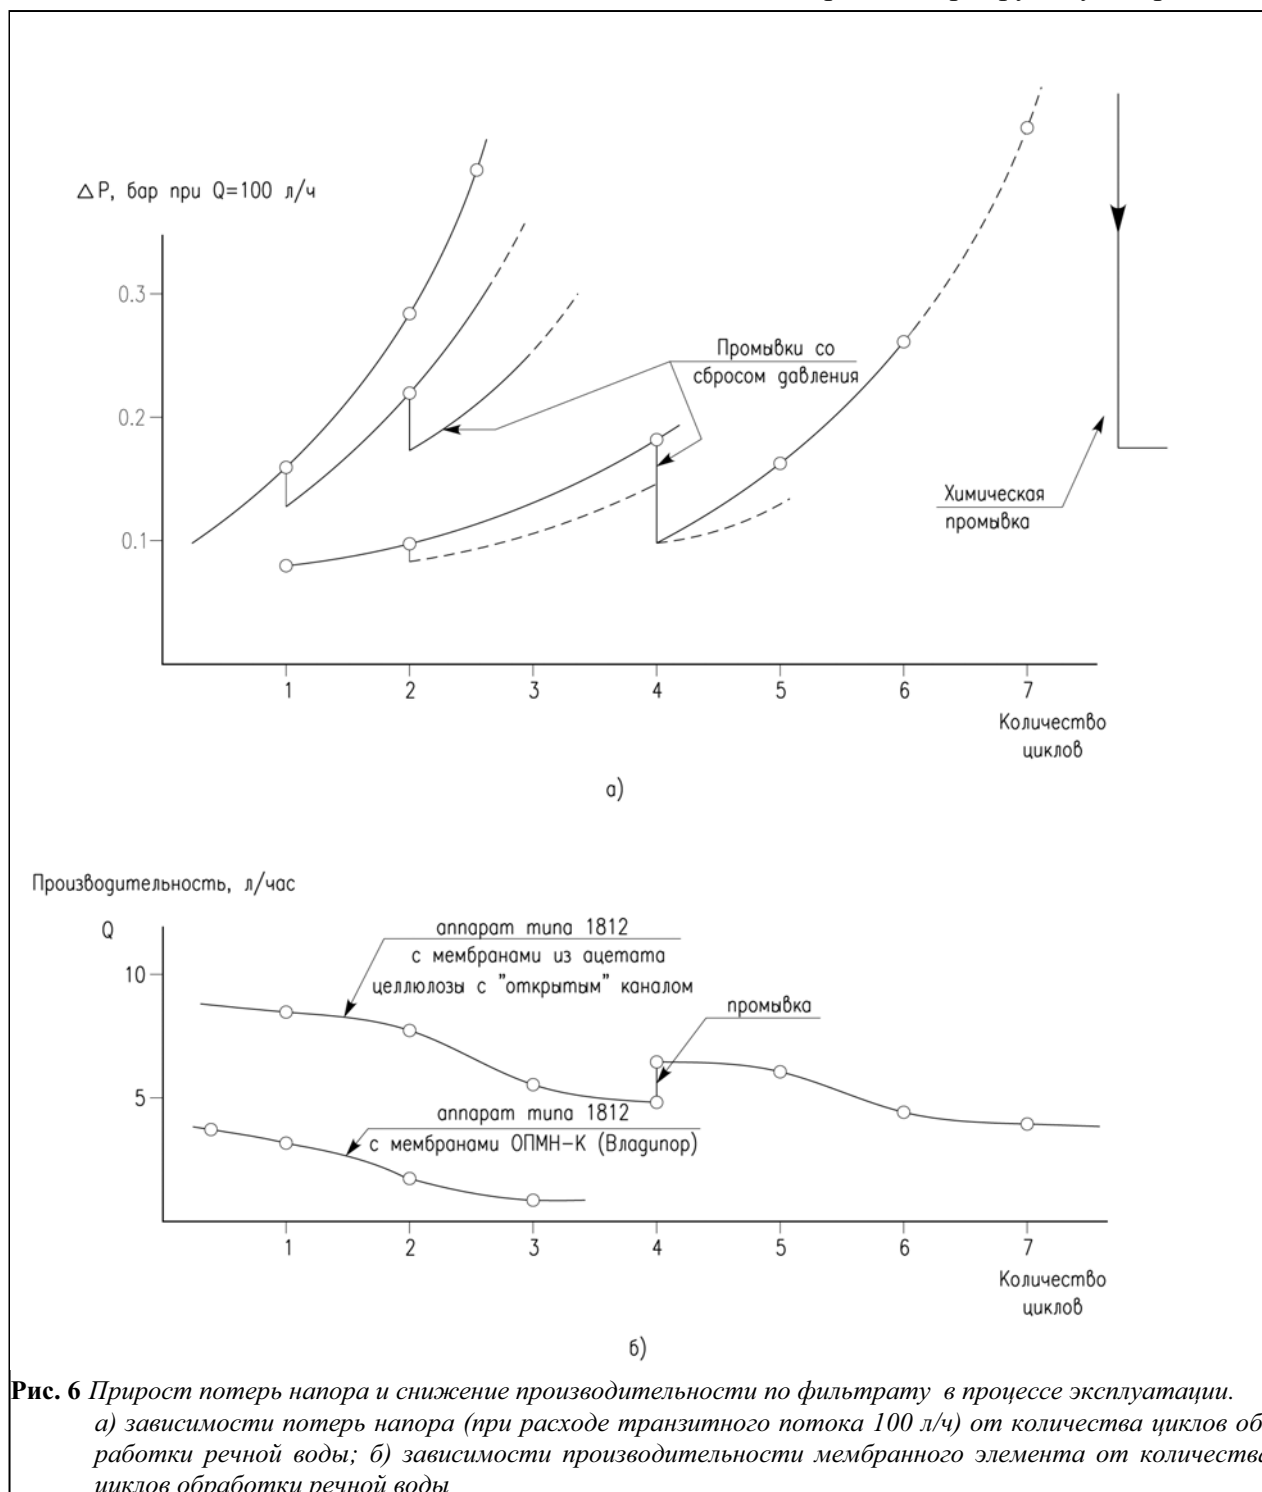 △P, бар при Q=100 л/ч
0.3
0.2
0.1
Промывки со
сбросом давления
Химическая
промывка
1 2 3 4 5 6 7
Количество
циклов
а)
Производительность, л/час
Q
10
5
аппарат типа 1812
с мембранами из ацетата
целлюлозы с "открытым" каналом
промывка
аппарат типа 1812
с мембранами ОПМН-К (Владипор)
1 2 3 4 5 6 7
Количество
циклов
б)
Рис. 6 Прирост потерь напора и снижение производительности по фильтрату в процессе эксплуатации.
а) зависимости потерь напора (при расходе транзитного потока 100 л/ч) от количества циклов об-
работки речной воды; б) зависимости производительности мембранного элемента от количества
циклов обработки речной воды